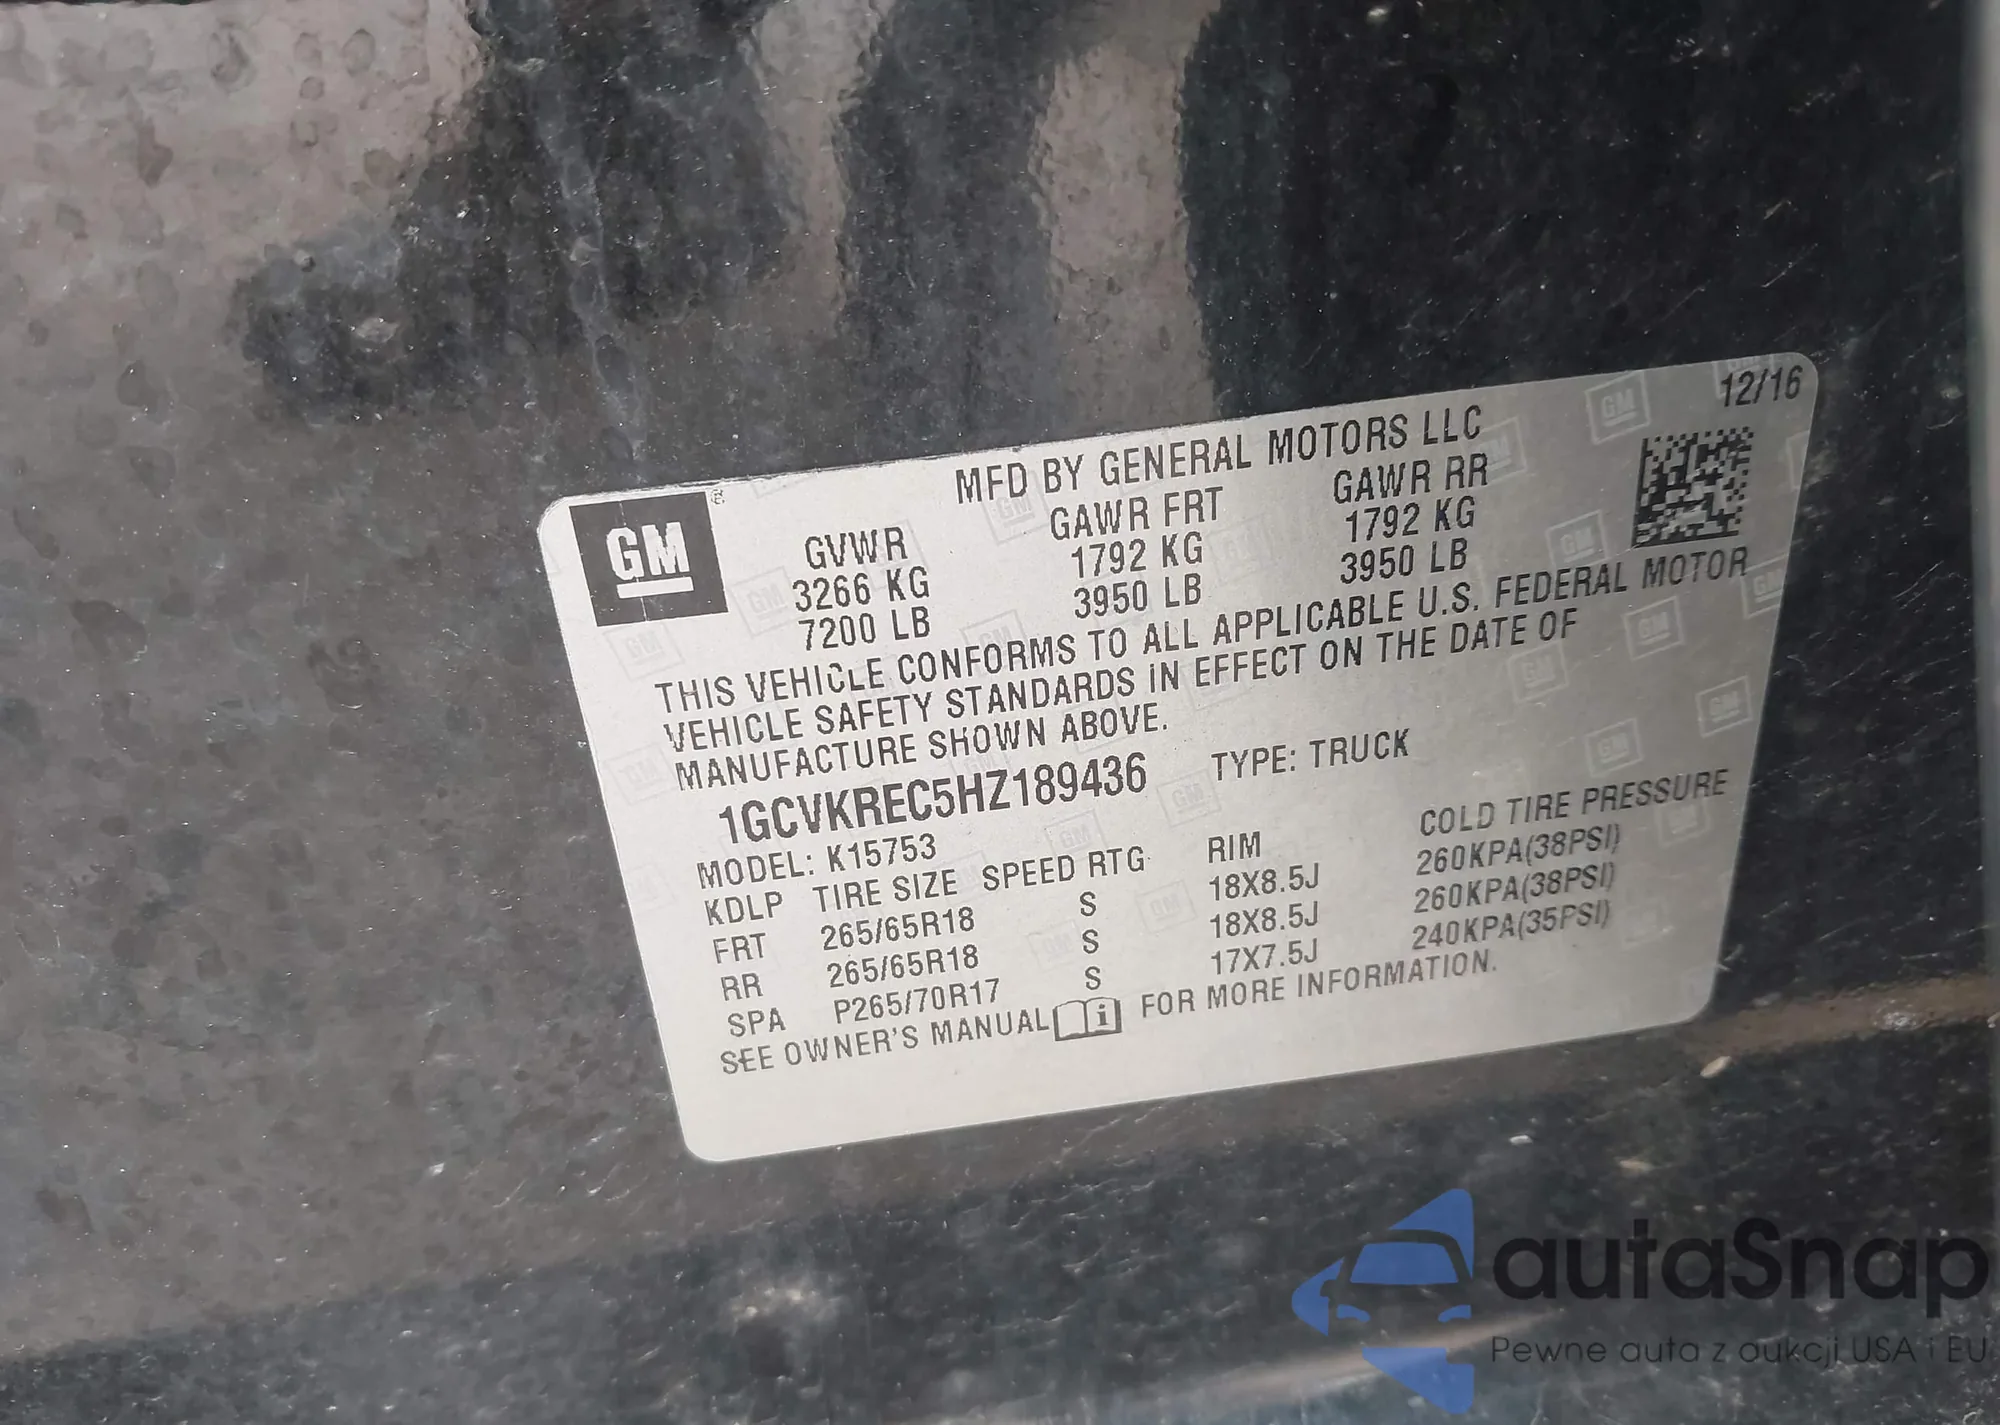 12/16
MFD BY GENERAL MOTORS LLC
GM ®
GVWR GAWR FRT GAWR RR
3266 KG 1792 KG 1792 KG
7200 LB 3950 LB 3950 LB
THIS VEHICLE CONFORMS TO ALL APPLICABLE U.S. FEDERAL MOTOR
VEHICLE SAFETY STANDARDS IN EFFECT ON THE DATE OF
MANUFACTURE SHOWN ABOVE.
1GCVKREC5HZ189436 TYPE: TRUCK
MODEL: K15753
KDLP TIRE SIZE SPEED RTG RIM COLD TIRE PRESSURE
FRT 265/65R18 S 18X8.5J 260KPA(38PSI)
RR 265/65R18 S 18X8.5J 260KPA(38PSI)
SPA P265/70R17 S 17X7.5J 240KPA(35PSI)
SEE OWNER'S MANUAL i FOR MORE INFORMATION.
autaSnap
Pewne auta z aukcji USA i EU